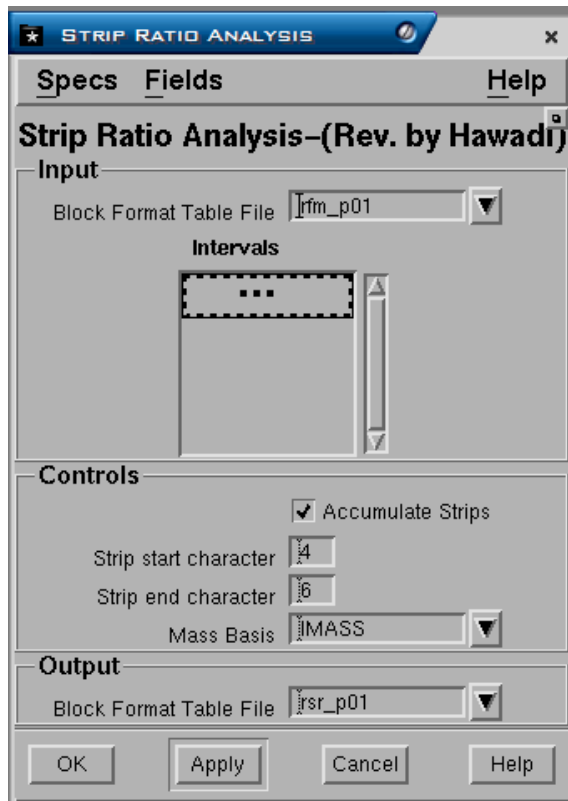 STRIP RATIO ANALYSIS
Specs Fields Help
Strip Ratio Analysis-(Rev. by Hawadi)
Input
Block Format Table File rfm_p01
Intervals
...
Controls
Accumulate Strips
Strip start character 4
Strip end character 6
Mass Basis IMASS
Output
Block Format Table File rsr_p01
OK Apply Cancel Help